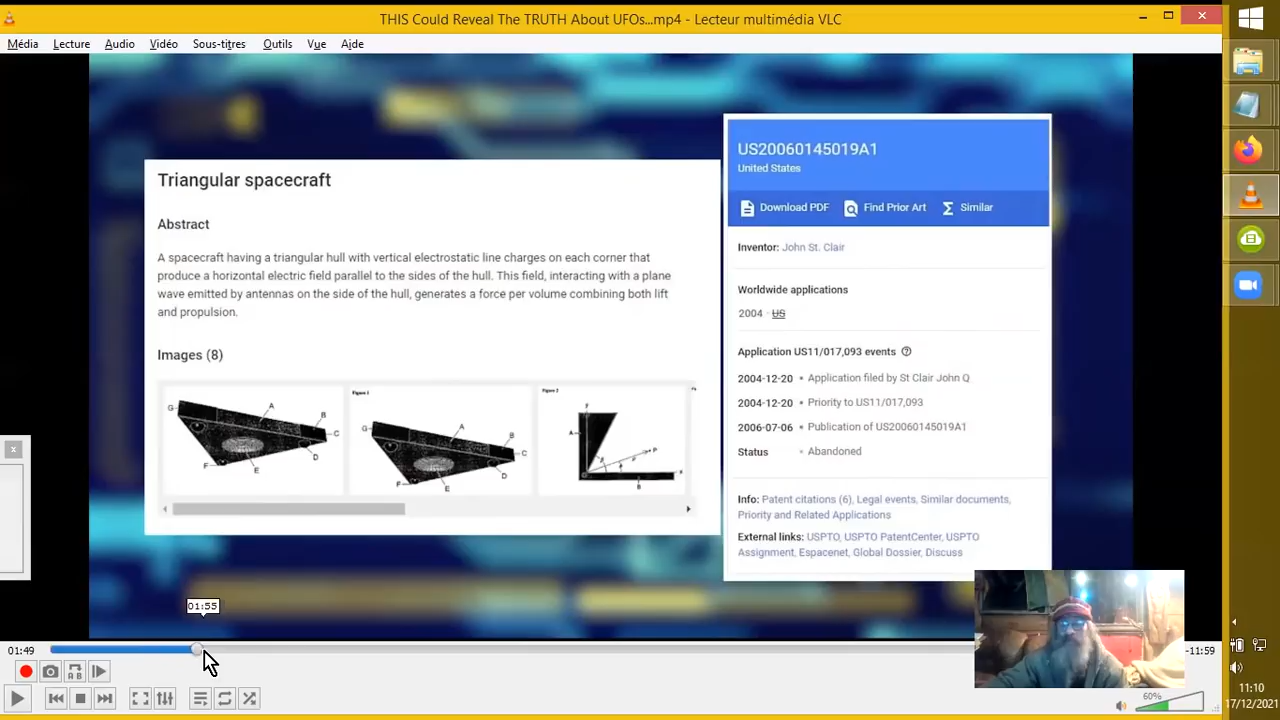 THIS Could Reveal The TRUTH About UFOs...mp4 - Lecteur multimédia VLC
Média Lecture Audio Vidéo Sous-titres Outils Vue Aide
Triangular spacecraft
Abstract
A spacecraft having a triangular hull with vertical electrostatic line charges on each corner that
produce a horizontal electric field parallel to the sides of the hull. This field, interacting with a plane
wave emitted by antennas on the side of the hull, generates a force per volume combining both lift
and propulsion.
Images (8)
G A B C D E F
Figure 1
G A B C D E F
Figure 2
F A P r B x
US20060145019A1
United States
Download PDF Find Prior Art Similar
Inventor: John St. Clair
Worldwide applications
2004 · US
Application US11/017,093 events
2004-12-20 • Application filed by St Clair John Q
2004-12-20 • Priority to US11/017,093
2006-07-06 • Publication of US20060145019A1
Status × Abandoned
Info: Patent citations (6), Legal events, Similar documents,
Priority and Related Applications
External links: USPTO, USPTO PatentCenter, USPTO
Assignment, Espacenet, Global Dossier, Discuss
x
01:55
01:49
-11:59
A B
60%
11:10
17/12/2021